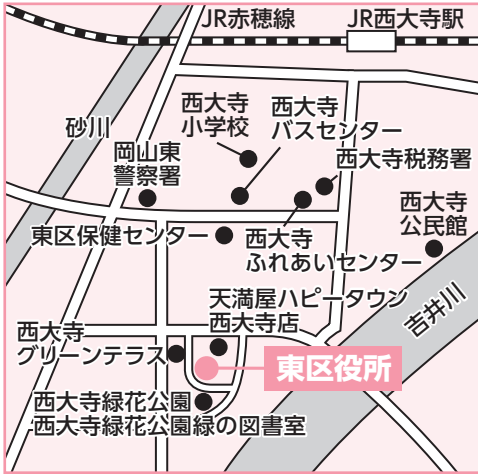 JR赤穂線
JR西大寺駅
西大寺
小学校
西大寺
バスセンター
砂川
岡山東
警察署
西大寺税務署
西大寺
公民館
東区保健センター
西大寺
ふれあいセンター
天満屋ハピータウン
西大寺店
吉井川
西大寺
グリーンテラス
東区役所
西大寺緑花公園
西大寺緑花公園緑の図書室